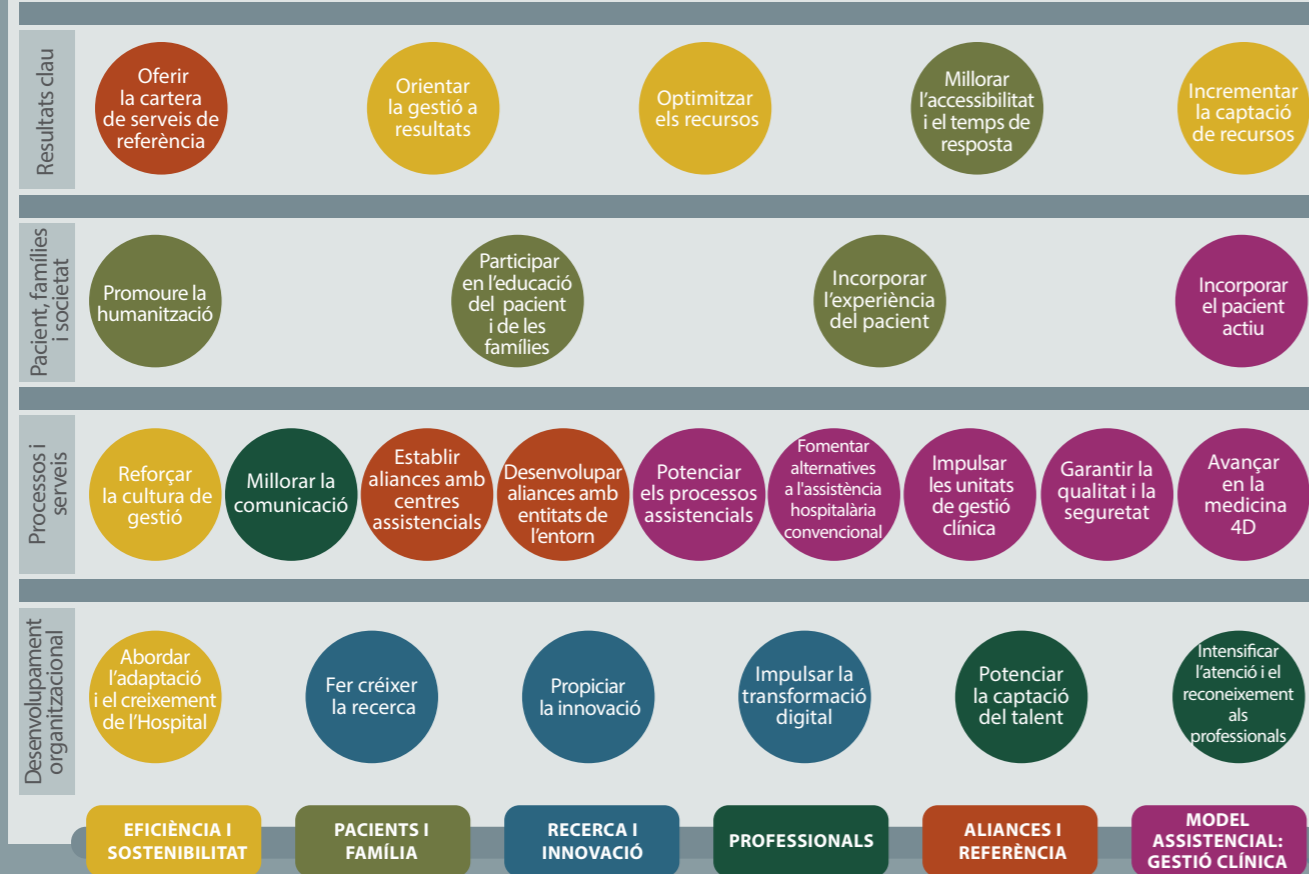 Resultats clau
Oferir
la cartera
de serveis de
referència
Orientar
la gestió a
resultats
Optimitzar
els recursos
Millorar
l'accessibilitat
i el temps de
resposta
Incrementar
la captació
de recursos
Pacient, famílies
i societat
Promoure la
humanització
Participar
en l'educació
del pacient
i de les
famílies
Incorporar
l'experiència
del pacient
Incorporar
el pacient
actiu
Processos i
serveis
Reforçar
la cultura de
gestió
Millorar la
comunicació
Establir
aliances amb
centres
assistencials
Desenvolupar
aliances amb
entitats de
l'entorn
Potenciar
els processos
assistencials
Fomentar
alternatives
a l'assistència
hospitalària
convencional
Impulsar
les unitats
de gestió
clínica
Garantir la
qualitat i la
seguretat
Avançar
en la
medicina
4D
Desenvolupament
organitzacional
Abordar
l'adaptació
i el creixement
de l'Hospital
Fer créixer
la recerca
Propiciar
la innovació
Impulsar la
transformació
digital
Potenciar
la captació
del talent
Intensificar
l'atenció i el
reconeixement
als
professionals
EFICIÈNCIA I
SOSTENIBILITAT
PACIENTS I
FAMÍLIA
RECERCA I
INNOVACIÓ
PROFESSIONALS
ALIANCES I
REFERÈNCIA
MODEL
ASSISTENCIAL:
GESTIÓ CLÍNICA